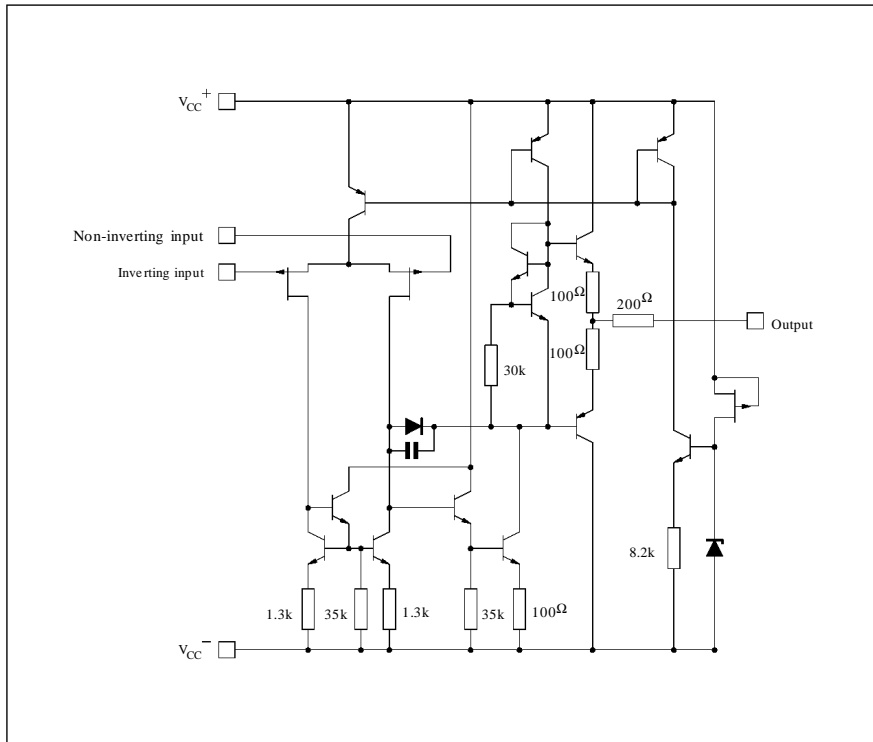 VCC+
Non-inverting input
Inverting input
100Ω
200Ω
Output
100Ω
30k
8.2k
1.3k
35k
1.3k
35k
100Ω
VCC−